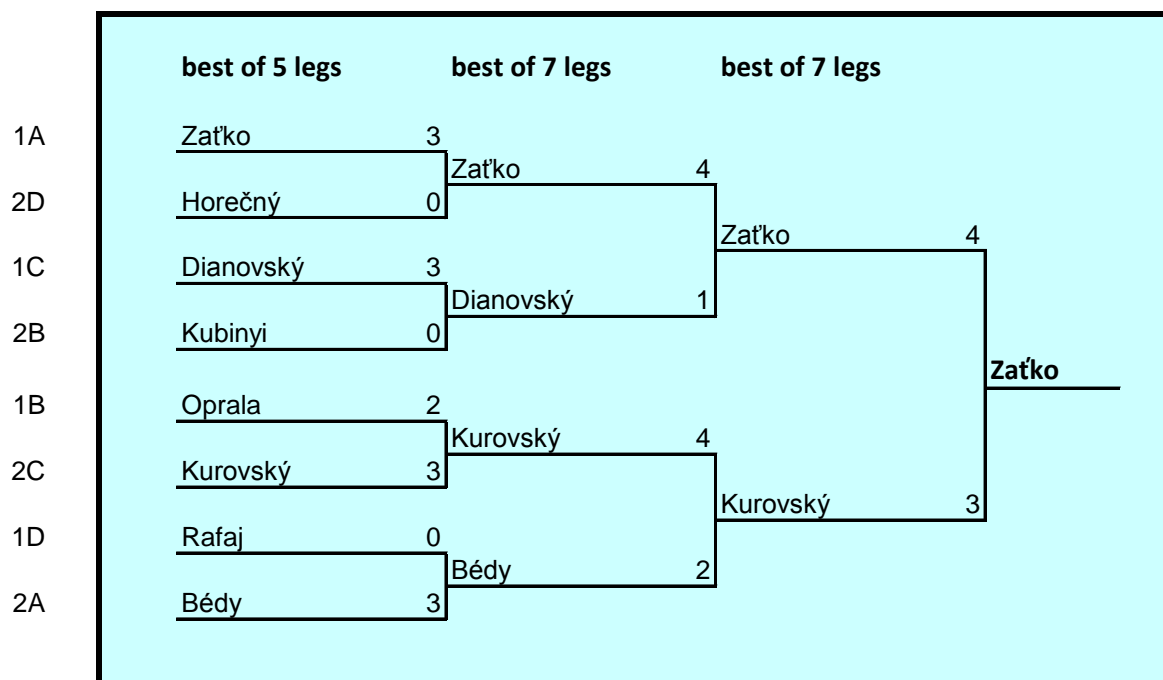 best of 5 legs best of 7 legs best of 7 legs
1A Zaťko 3
Zaťko 4
2D Horečný 0
Zaťko 4
1C Dianovský 3
Dianovský 1
2B Kubinyi 0
Zaťko
1B Oprala 2
Kurovský 4
2C Kurovský 3
Kurovský 3
1D Rafaj 0
Bédy 2
2A Bédy 3